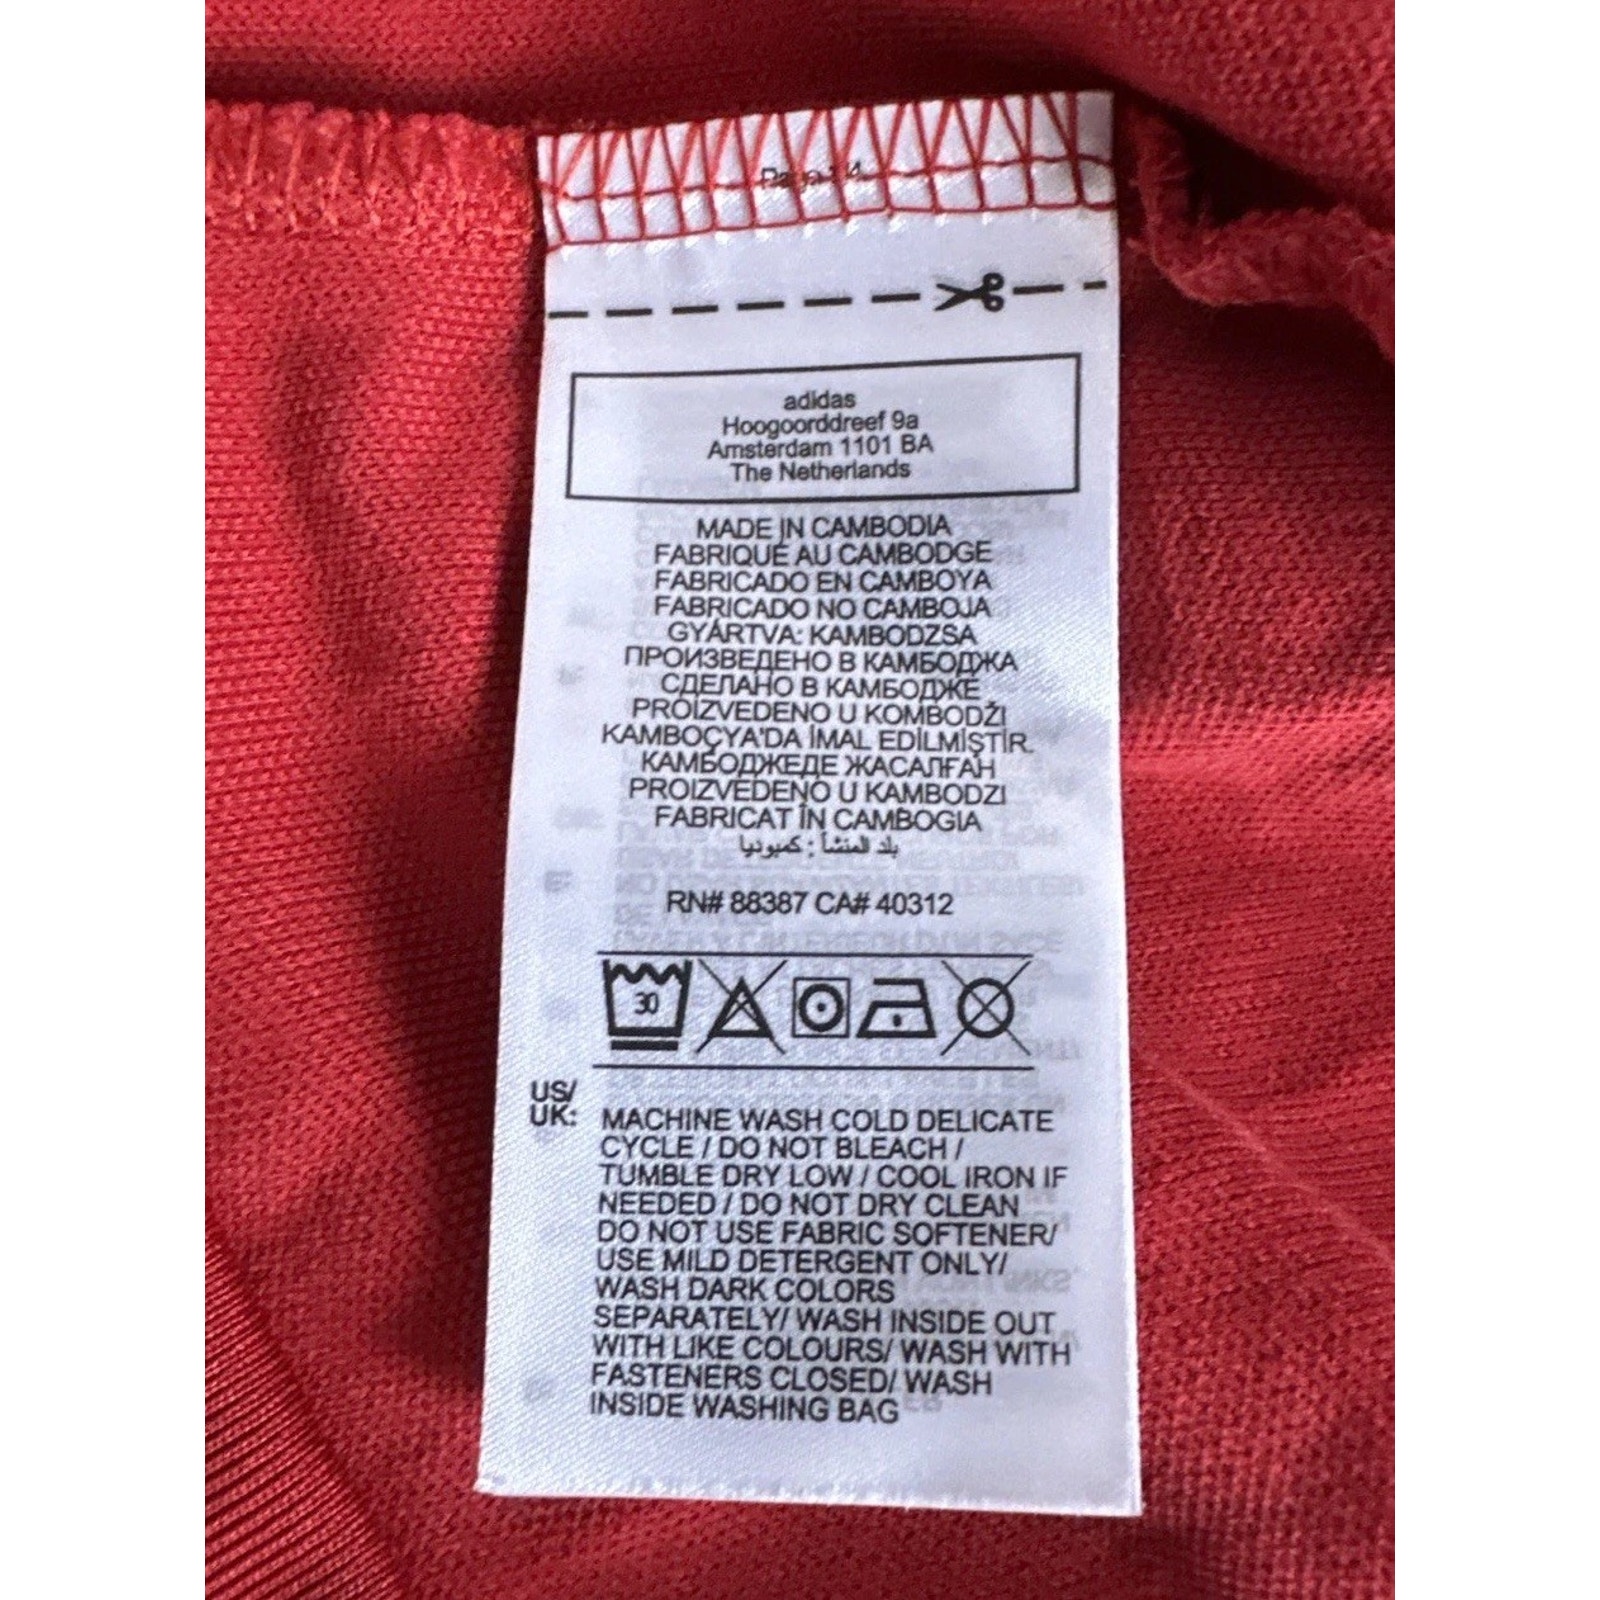 adidas
Hoogoorddreef 9a
Amsterdam 1101 BA
The Netherlands
MADE IN CAMBODIA
FABRIQUÉ AU CAMBODGE
FABRICADO EN CAMBOYA
FABRICADO NO CAMBOJA
GYÁRTVA: KAMBODZSA
ПРОИЗВЕДЕНО В КАМБОДЖА
СДЕЛАНО В КАМБОДЖЕ
PROIZVEDENO U KOMBODŽI
KAMBOÇYA'DA İMAL EDİLMİŞTİR.
КАМБОДЖЕДЕ ЖАСАЛҒАН
PROIZVEDENO U KAMBODZI
FABRICAT ÎN CAMBOGIA
بلد المنشأ : كمبوديا
RN# 88387 CA# 40312
30
US/
UK: MACHINE WASH COLD DELICATE
CYCLE / DO NOT BLEACH /
TUMBLE DRY LOW / COOL IRON IF
NEEDED / DO NOT DRY CLEAN
DO NOT USE FABRIC SOFTENER/
USE MILD DETERGENT ONLY/
WASH DARK COLORS
SEPARATELY/ WASH INSIDE OUT
WITH LIKE COLOURS/ WASH WITH
FASTENERS CLOSED/ WASH
INSIDE WASHING BAG